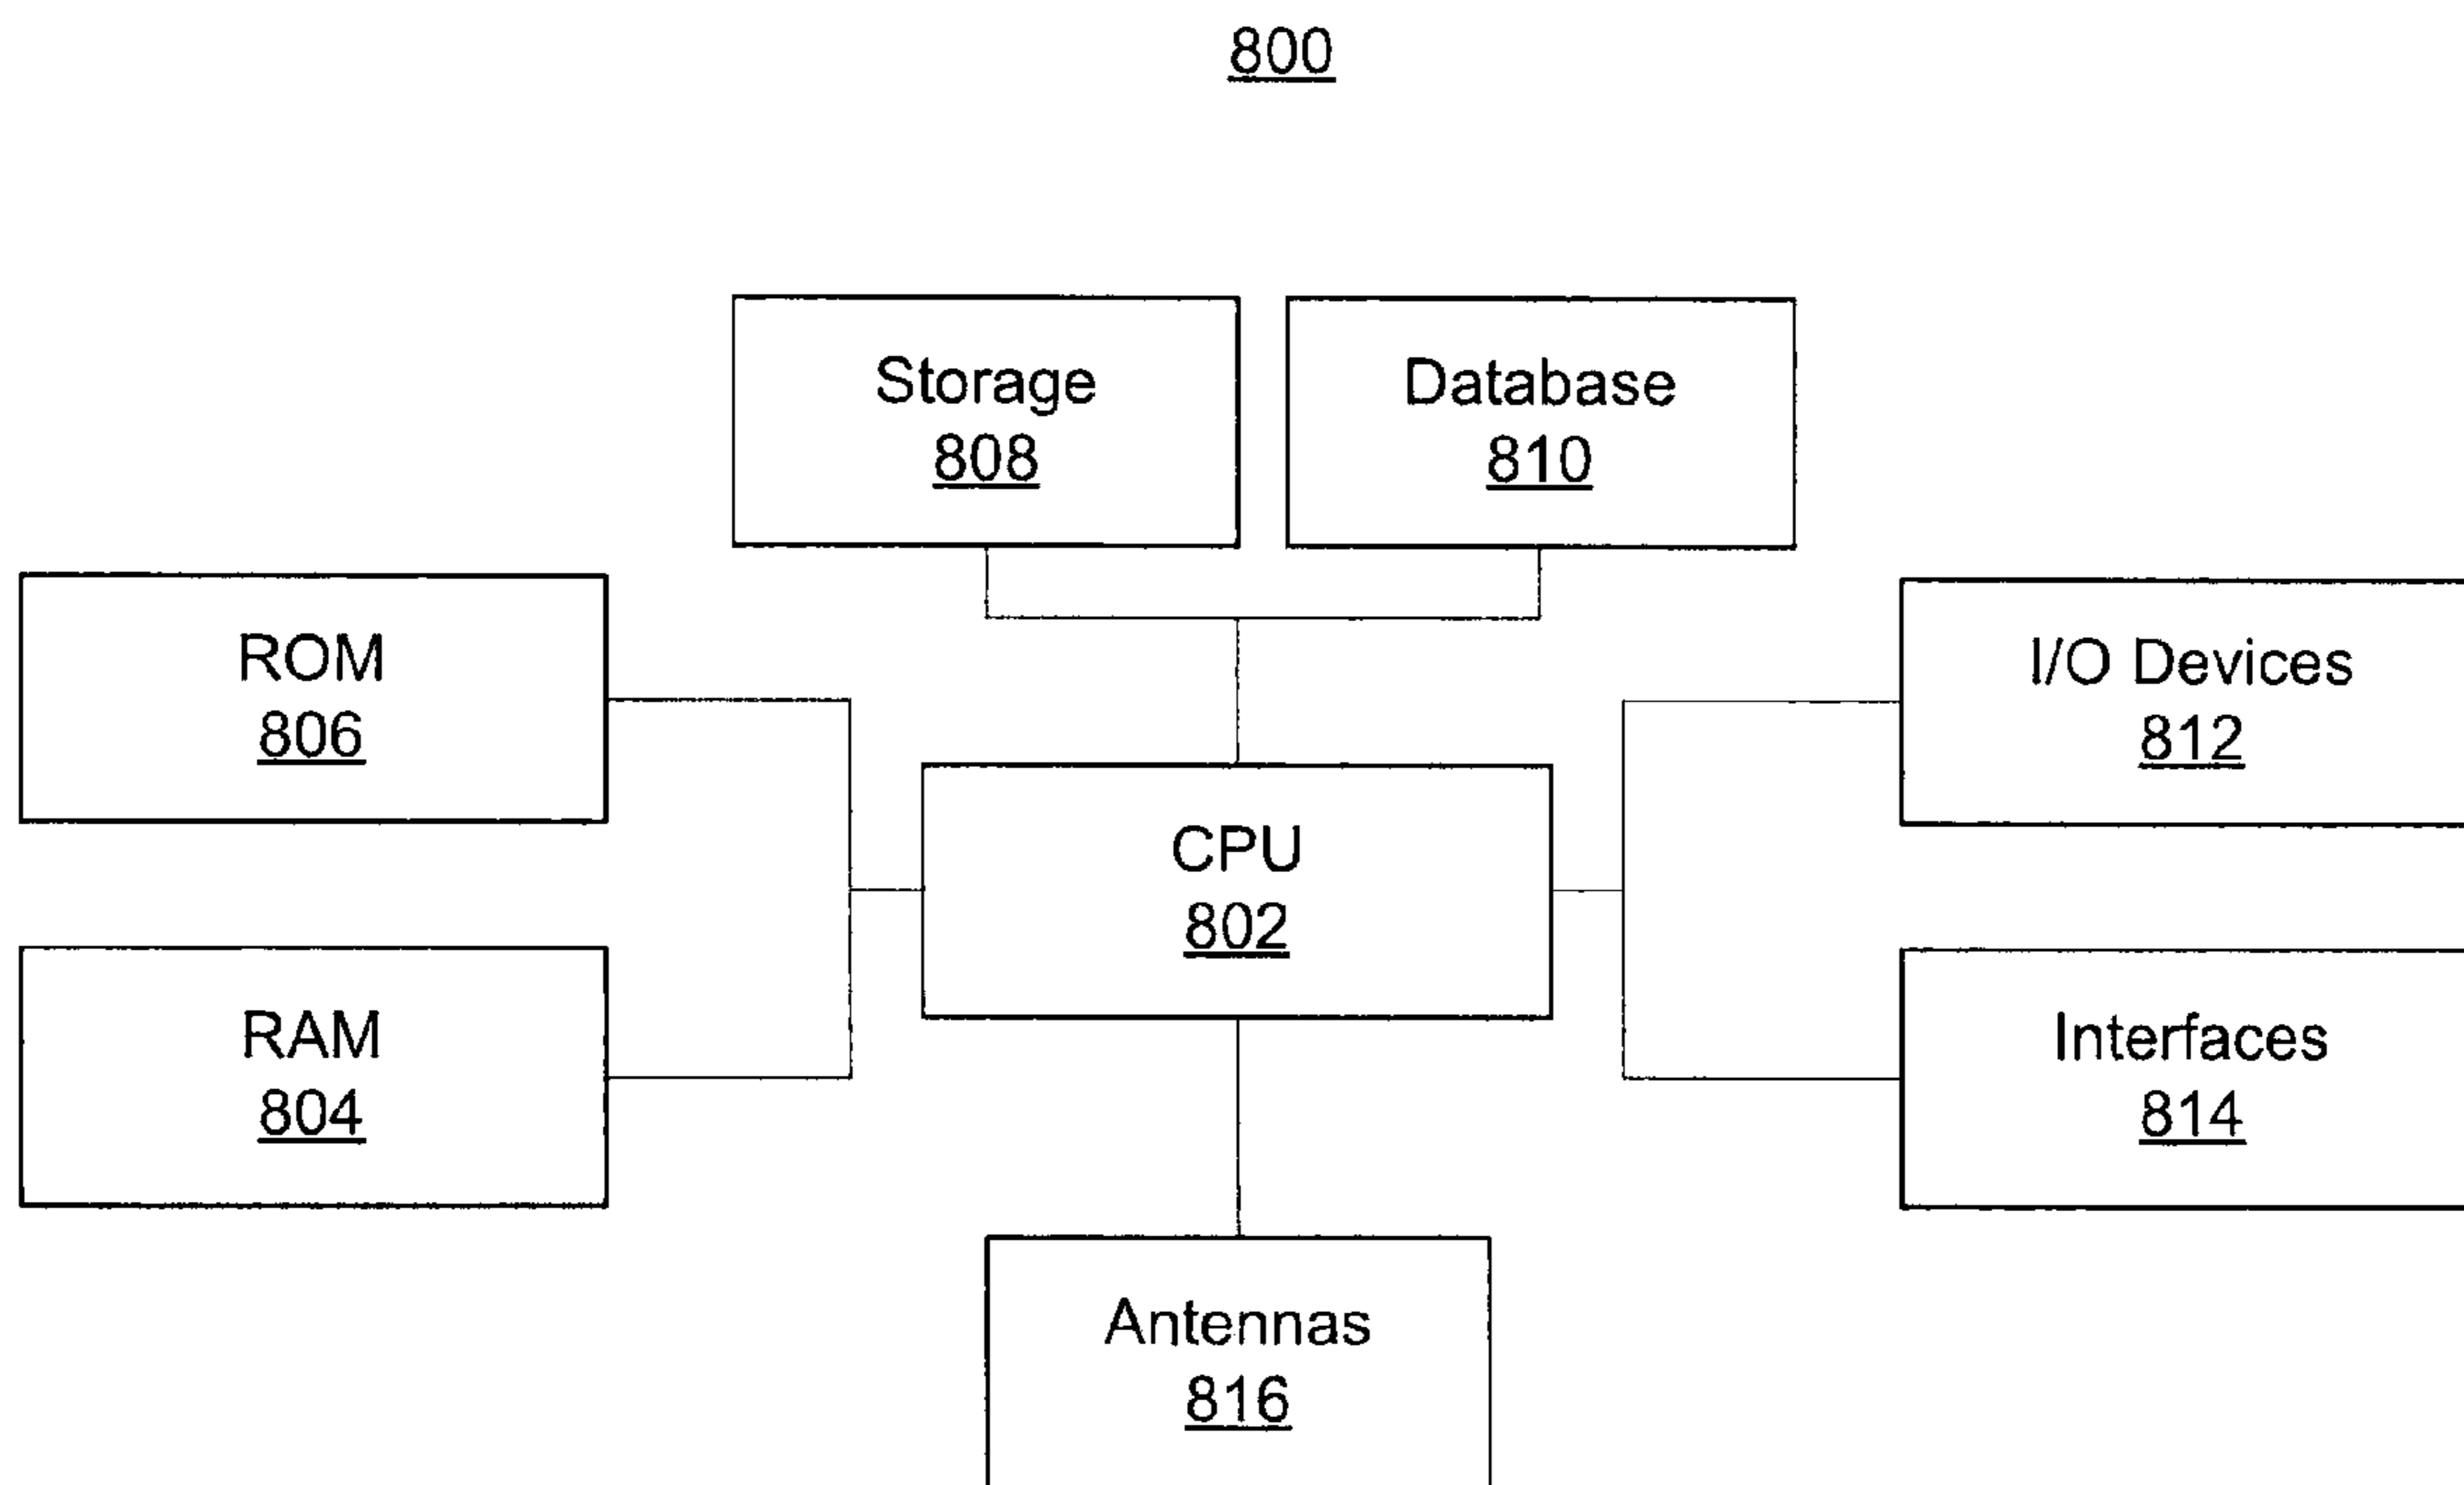 800
Storage
808
Database
810
ROM
806
I/O Devices
812
CPU
802
RAM
804
Interfaces
814
Antennas
816